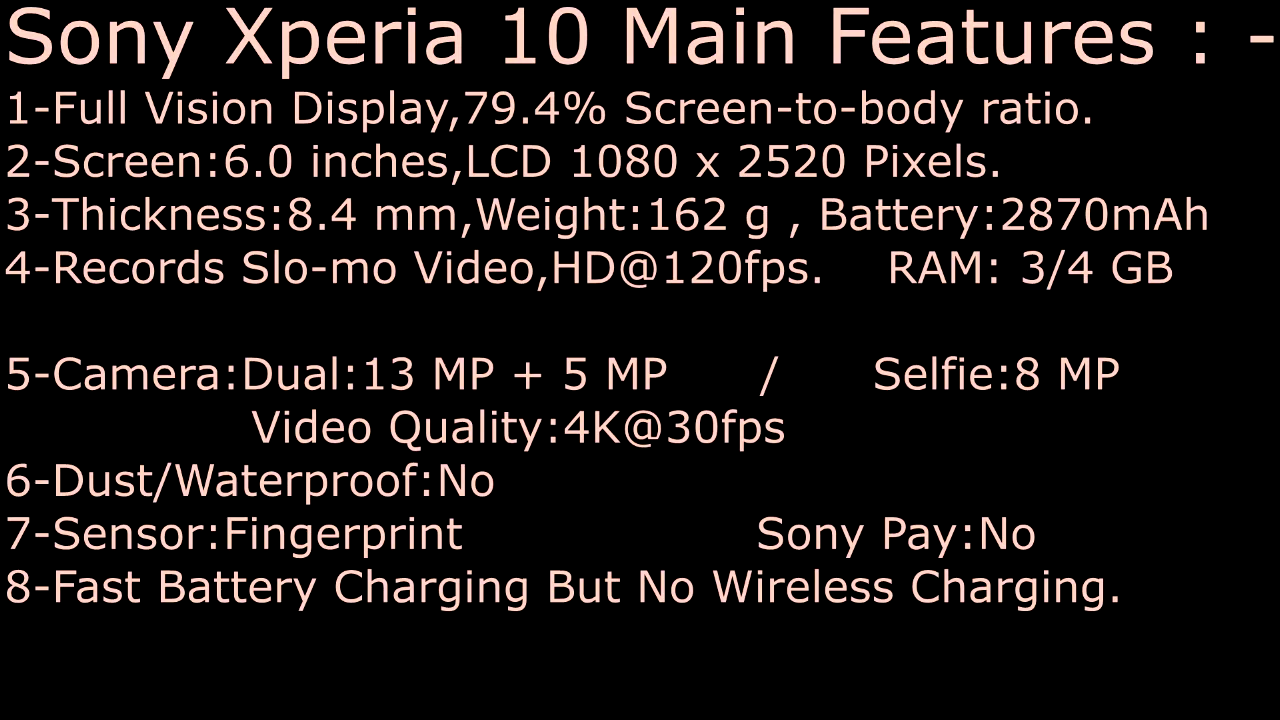 Sony Xperia 10 Main Features : -
1-Full Vision Display,79.4% Screen-to-body ratio.
2-Screen:6.0 inches,LCD 1080 x 2520 Pixels.
3-Thickness:8.4 mm,Weight:162 g , Battery:2870mAh
4-Records Slo-mo Video,HD@120fps. RAM: 3/4 GB
5-Camera:Dual:13 MP + 5 MP / Selfie:8 MP
Video Quality:4K@30fps
6-Dust/Waterproof:No
7-Sensor:Fingerprint Sony Pay:No
8-Fast Battery Charging But No Wireless Charging.